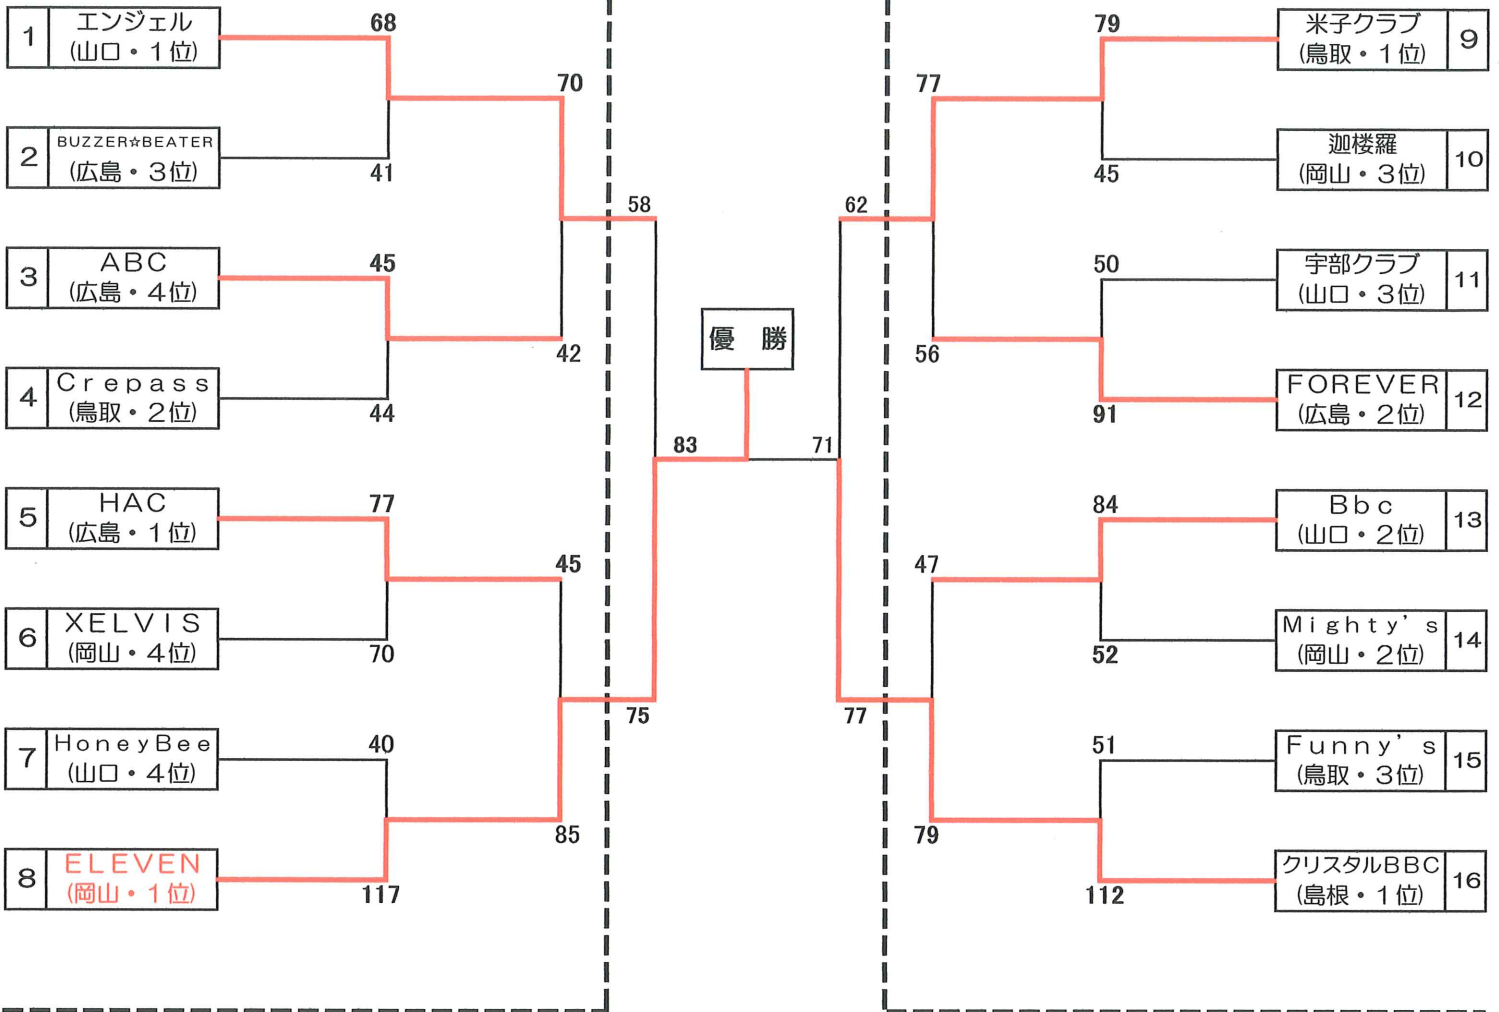 1
エンジェル
(山口・1位)
68
2
BUZZER☆BEATER
(広島・3位)
41
70
3
ABC
(広島・4位)
45
4
Crepass
(鳥取・2位)
44
42
58
5
HAC
(広島・1位)
77
6
XELVIS
(岡山・4位)
70
45
7
HoneyBee
(山口・4位)
40
8
ELEVEN
(岡山・1位)
117
85
75
優 勝
83
71
62
77
79
米子クラブ
(鳥取・1位)
9
45
迦楼羅
(岡山・3位)
10
50
宇部クラブ
(山口・3位)
11
56
91
FOREVER
(広島・2位)
12
84
Bbc
(山口・2位)
13
47
52
Mighty's
(岡山・2位)
14
77
51
Funny's
(鳥取・3位)
15
79
112
クリスタルBBC
(島根・1位)
16